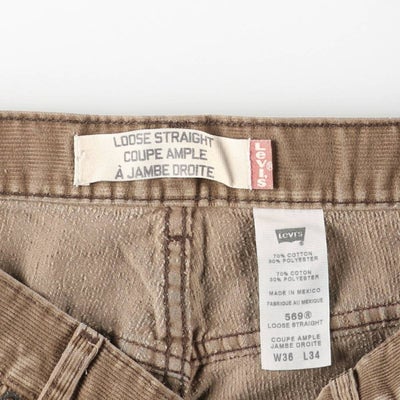 LOOSE STRAIGHT
COUPE AMPLE
À JAMBE DROITE
LEVI'S
LEVI'S
70% COTTON
30% POLYESTER
70% COTON
30% POLYESTER
MADE IN MEXICO
FABRIQUÉ AU MEXIQUE
569®
LOOSE STRAIGHT
COUPE AMPLE
JAMBE DROITE
W36 L34